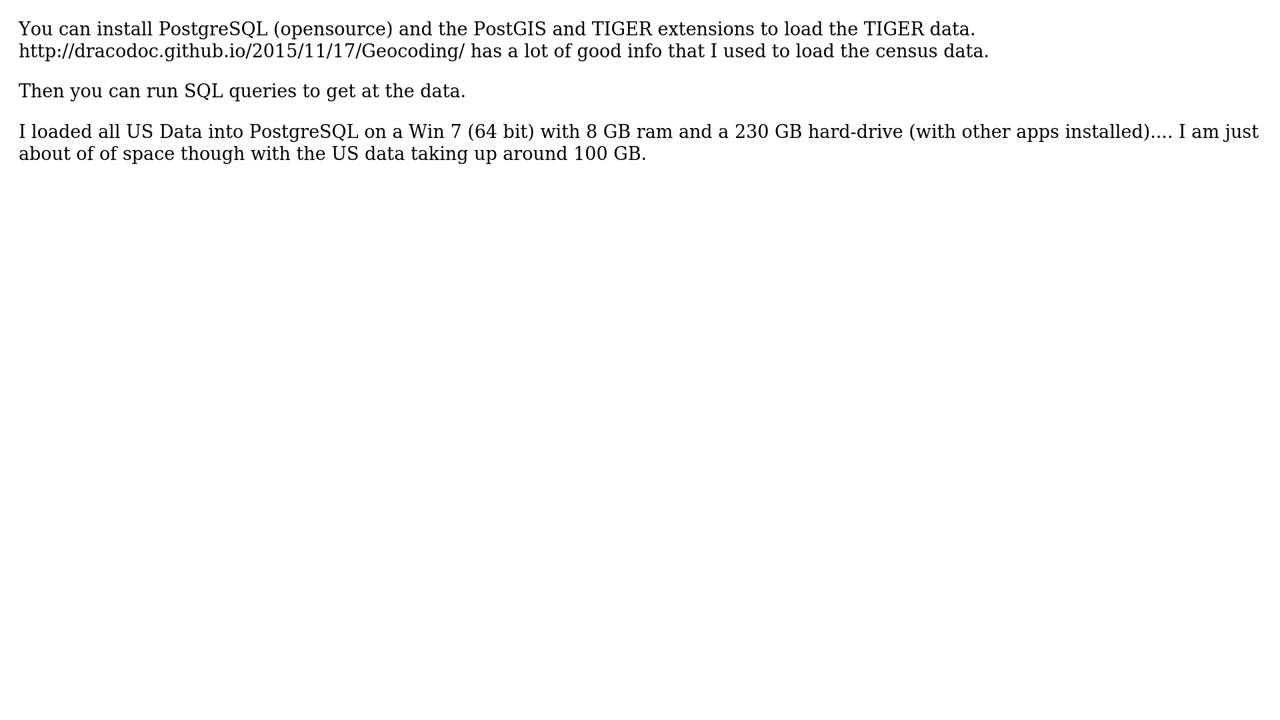 You can install PostgreSQL (opensource) and the PostGIS and TIGER extensions to load the TIGER data.
http://dracodoc.github.io/2015/11/17/Geocoding/ has a lot of good info that I used to load the census data.
Then you can run SQL queries to get at the data.
I loaded all US Data into PostgreSQL on a Win 7 (64 bit) with 8 GB ram and a 230 GB hard-drive (with other apps installed).... I am just
about of of space though with the US data taking up around 100 GB.